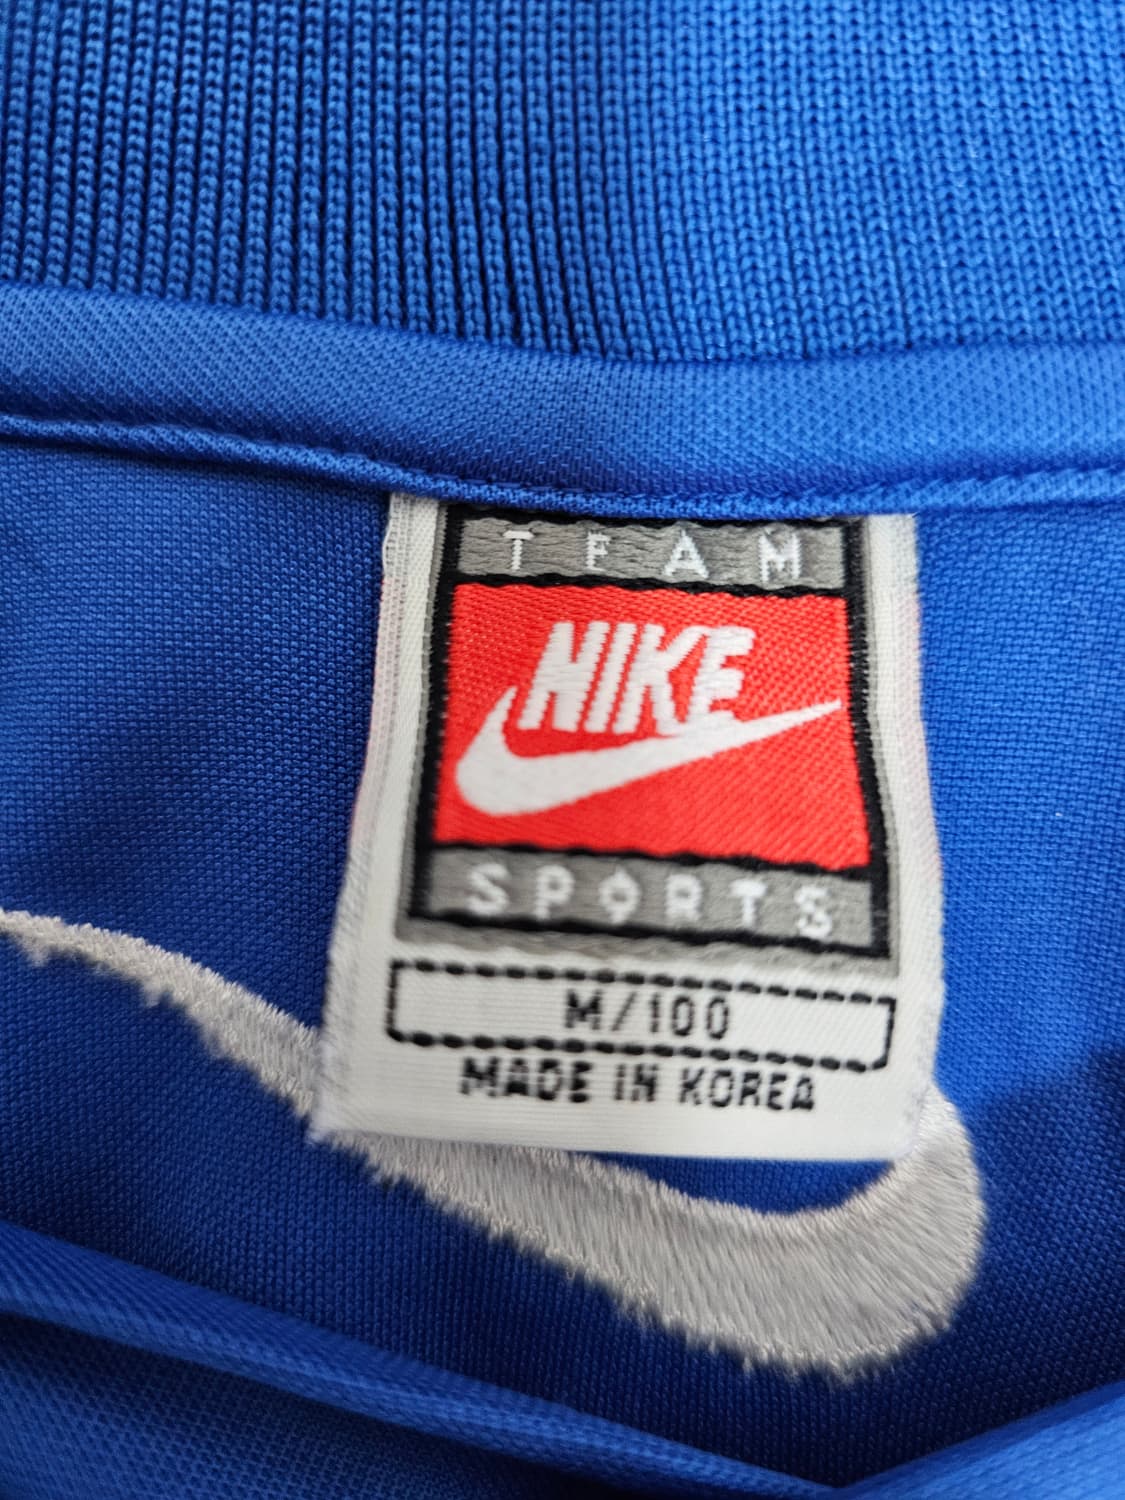 TEAM
NIKE
SPORTS
M/100
MADE IN KOREA